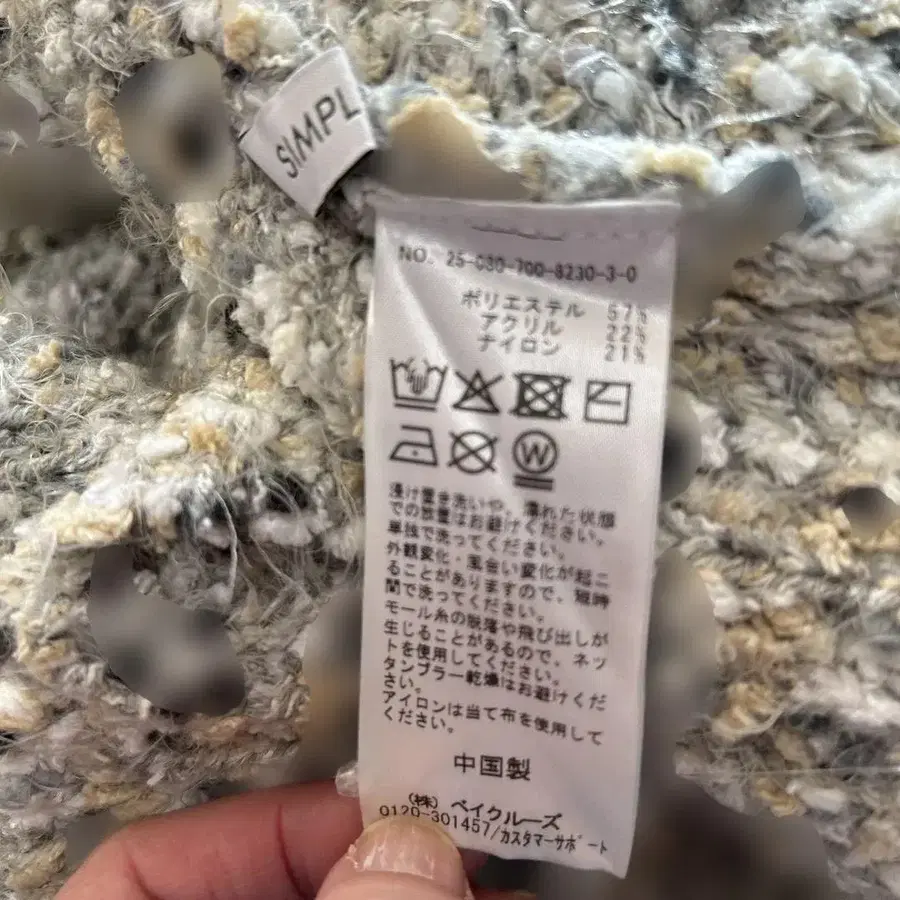 SIMPL
NO. 25-080-700-8230-3-0
ポリエステル 57%
アクリル 22%
ナイロン 21%
W
浸け置き洗いや、濡れた状態
での放置はお避けください。
単独で洗ってください。
外観変化・風合い変化が起こ
ることがありますので、短時
間で洗ってください。
モール糸の脱落や飛び出しが
生じることがあるので、ネッ
トを使用してください。
タンブラー乾燥はお避けくだ
さい。
アイロンは当て布を使用して
ください。
中国製
(株) ベイクルーズ
0120-301457/カスタマーサポート